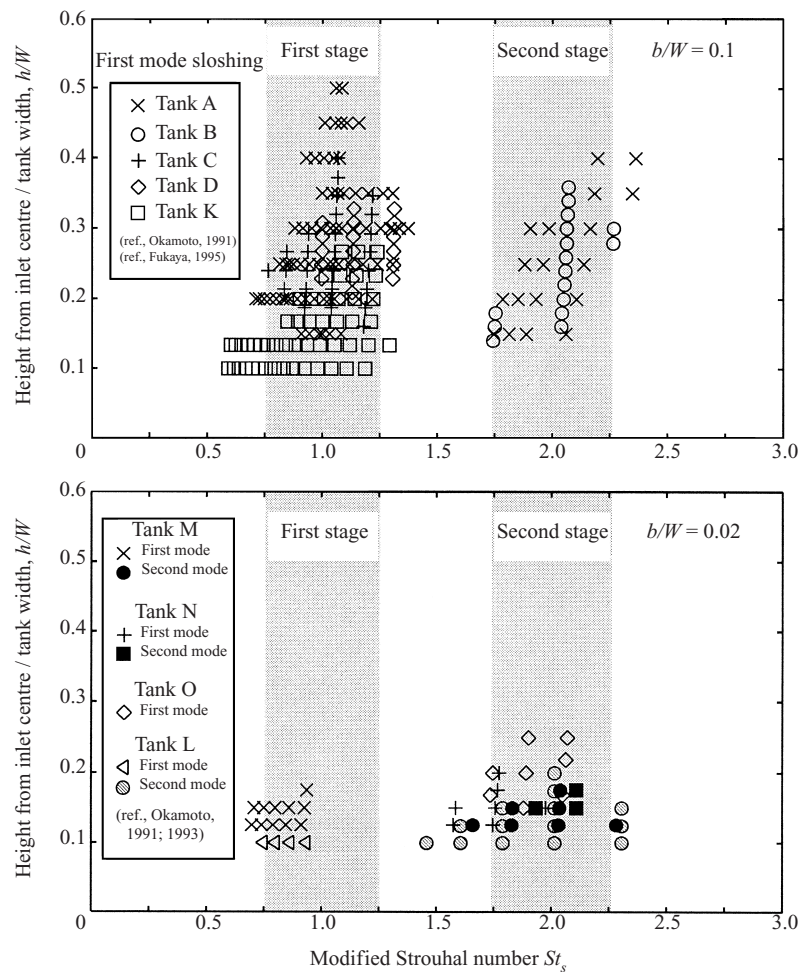 0.6
0.5
0.4
0.3
0.2
0.1
0
Height from inlet centre / tank width, h/W
First mode sloshing
First stage
Second stage
b/W = 0.1
Tank A
Tank B
Tank C
Tank D
Tank K
(ref., Okamoto, 1991)
(ref., Fukaya, 1995)
0.5
1.0
1.5
2.0
2.5
3.0
0.6
0.5
0.4
0.3
0.2
0.1
0
Height from inlet centre / tank width, h/W
First stage
Second stage
b/W = 0.02
Tank M
First mode
Second mode
Tank N
First mode
Second mode
Tank O
First mode
Tank L
First mode
Second mode
(ref., Okamoto,
1991; 1993)
0.5
1.0
1.5
2.0
2.5
3.0
Modified Strouhal number Sts